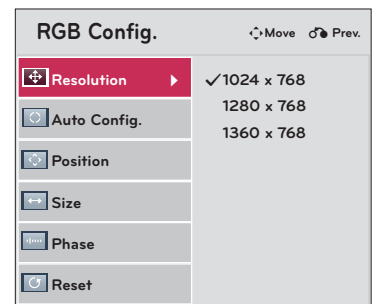 RGB Config.
Move Prev.
Resolution
✓1024 x 768
1280 x 768
1360 x 768
Auto Config.
Position
Size
Phase
Reset